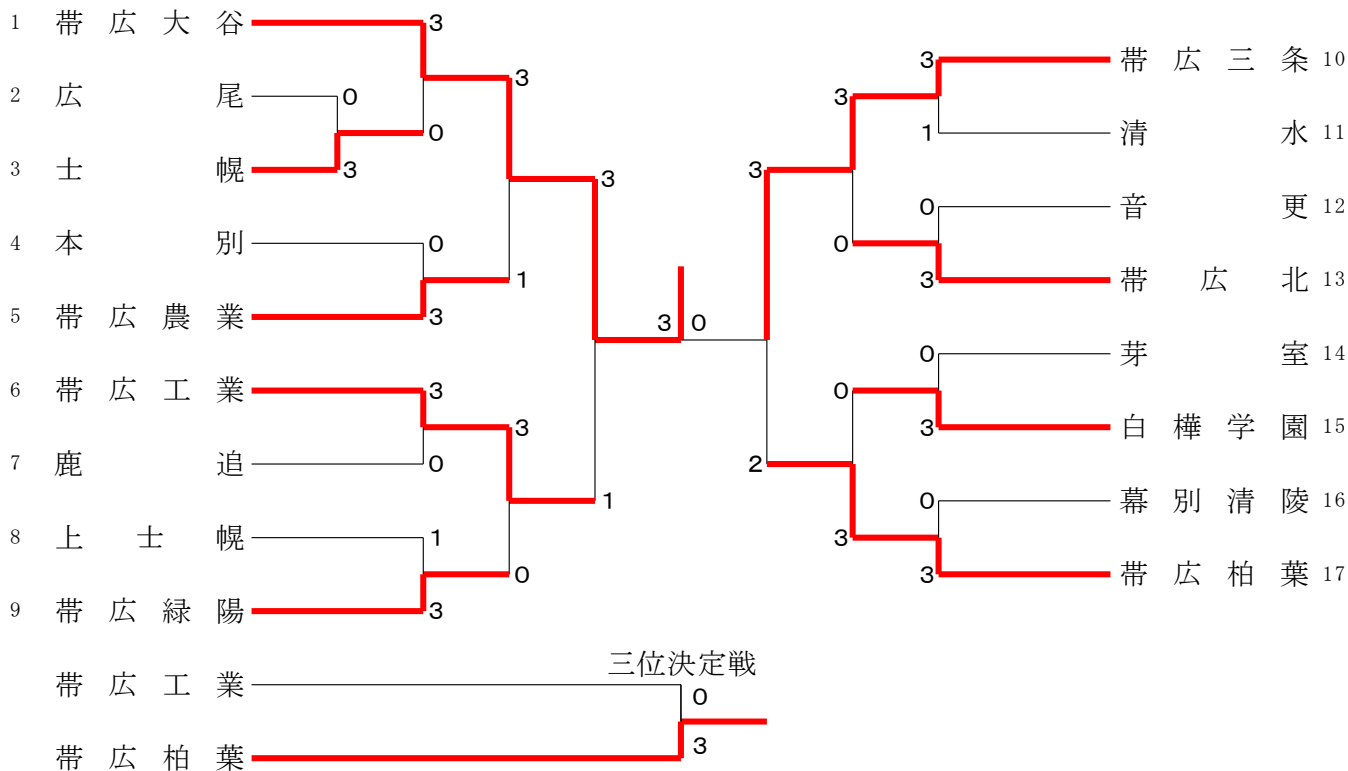 1 帯広大谷 3
3 帯広三条 10
2 広尾 0
3
3
0
1 清水 11
3 士幌 3
3
3
0 音更 12
4 本別 0
0
1
3 帯広北 13
5 帯広農業 3
3 0
0 芽室 14
6 帯広工業 3
0
3
3 白樺学園 15
7 鹿追 0
2
1
0 幕別清陵 16
8 上士幌 1
3
0
3 帯広柏葉 17
9 帯広緑陽 3
三位決定戦
帯広工業 0
帯広柏葉 3